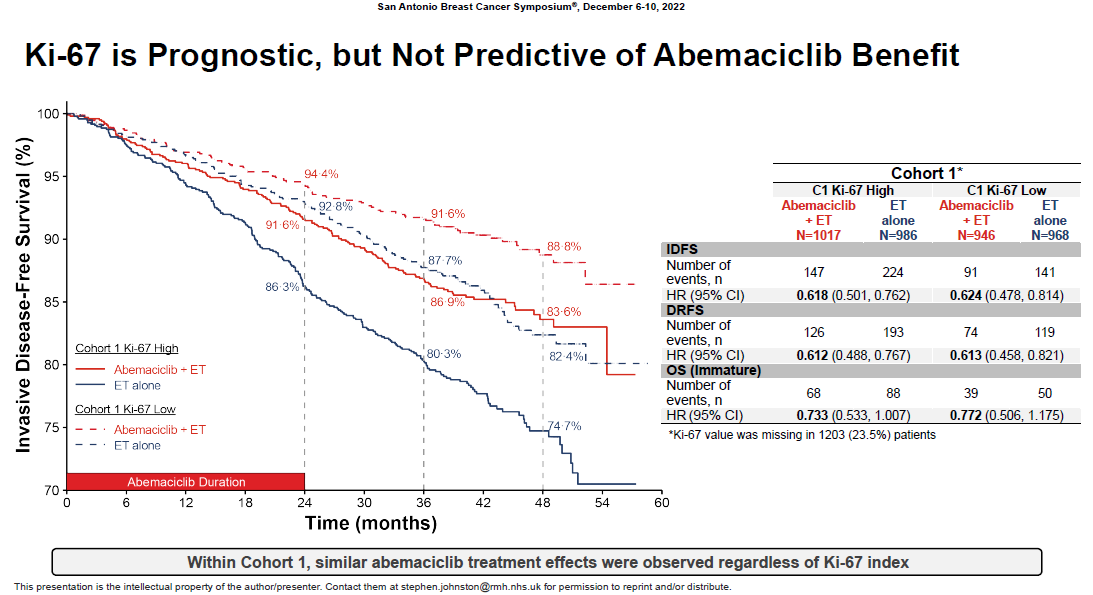 San Antonio Breast Cancer Symposium®, December 6-10, 2022
Ki-67 is Prognostic, but Not Predictive of Abemaciclib Benefit
Invasive Disease-Free Survival (%)
100
95
90
85
80
75
70
94·4%
92·8%
91·6%
86·3%
91·6%
87·7%
86·9%
80·3%
88·8%
83·6%
82·4%
74·7%
Cohort 1 Ki-67 High
Abemaciclib + ET
ET alone
Cohort 1 Ki-67 Low
Abemaciclib + ET
ET alone
Abemaciclib Duration
0 6 12 18 24 30 36 42 48 54 60
Time (months)
Cohort 1*
C1 Ki-67 High C1 Ki-67 Low
Abemaciclib ET Abemaciclib ET
+ ET alone + ET alone
N=1017 N=986 N=946 N=968
IDFS
Number of
events, n 147 224 91 141
HR (95% CI) 0.618 (0.501, 0.762) 0.624 (0.478, 0.814)
DRFS
Number of
events, n 126 193 74 119
HR (95% CI) 0.612 (0.488, 0.767) 0.613 (0.458, 0.821)
OS (Immature)
Number of
events, n 68 88 39 50
HR (95% CI) 0.733 (0.533, 1.007) 0.772 (0.506, 1.175)
*Ki-67 value was missing in 1203 (23.5%) patients
Within Cohort 1, similar abemaciclib treatment effects were observed regardless of Ki-67 index
This presentation is the intellectual property of the author/presenter. Contact them at stephen.johnston@rmh.nhs.uk for permission to reprint and/or distribute.